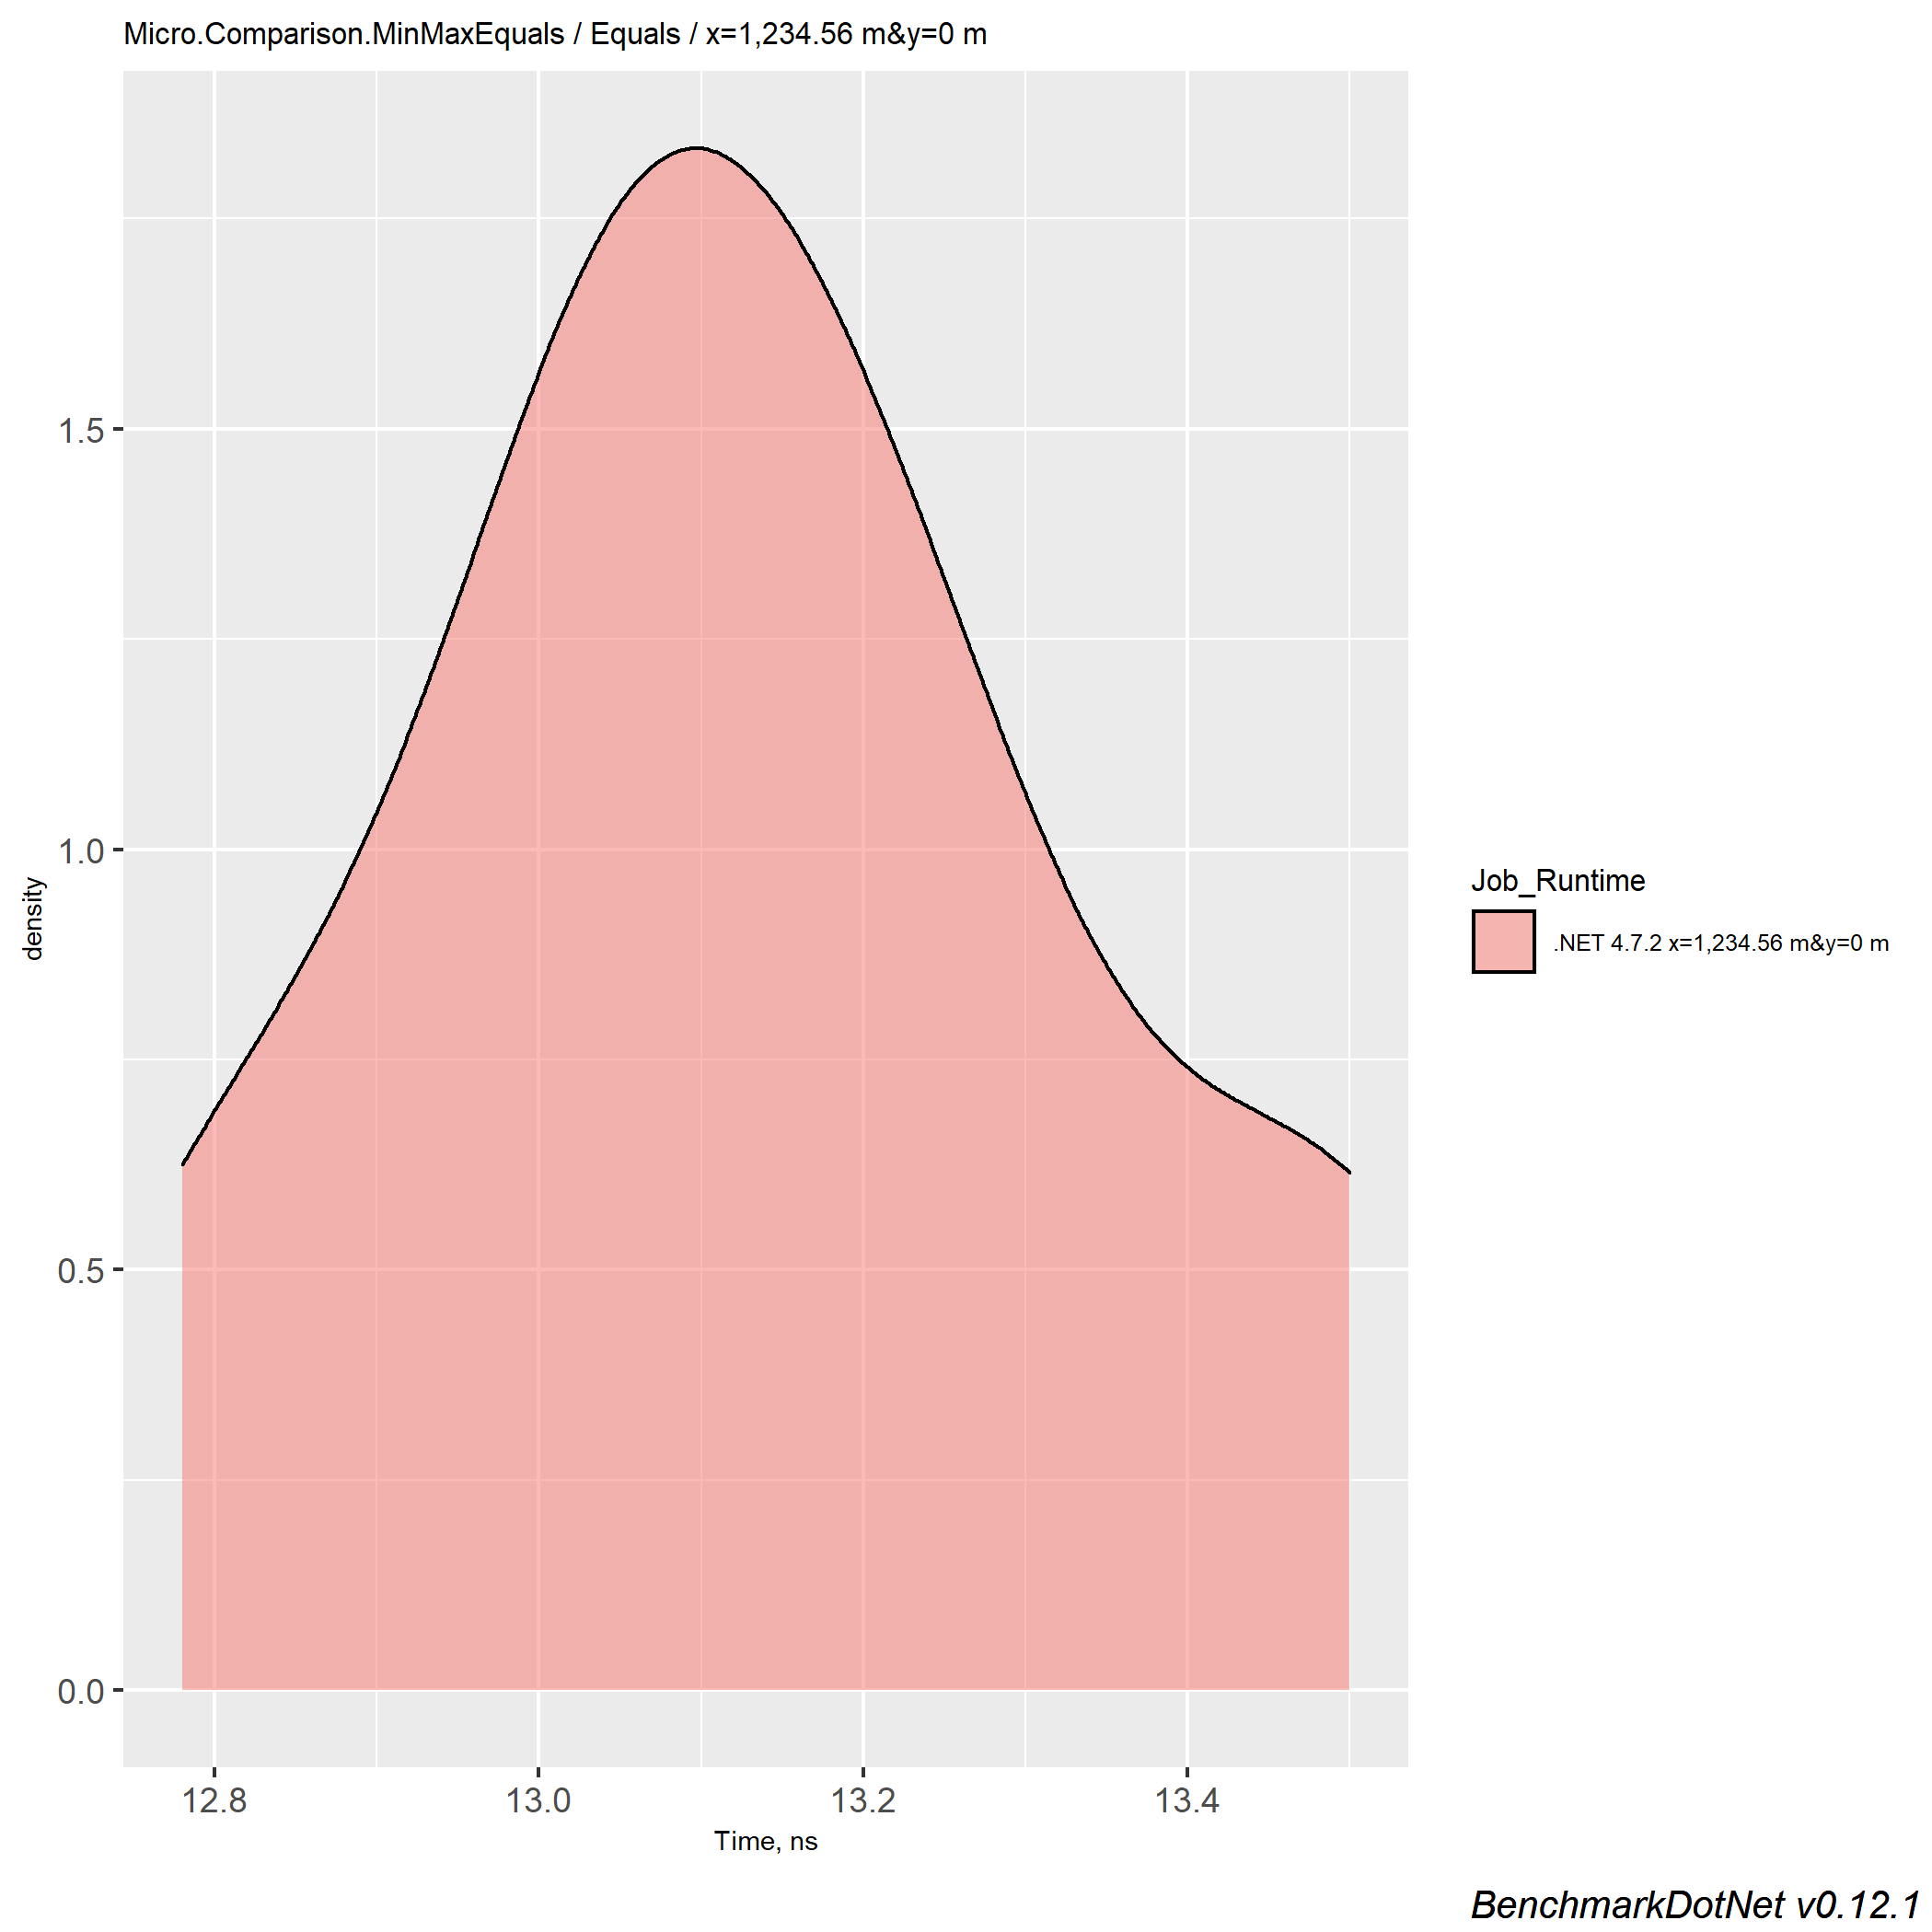 Micro.Comparison.MinMaxEquals / Equals / x=1,234.56 m&y=0 m
1.5
1.0
0.5
0.0
density
12.8 13.0 13.2 13.4
Time, ns
Job_Runtime
.NET 4.7.2 x=1,234.56 m&y=0 m
BenchmarkDotNet v0.12.1